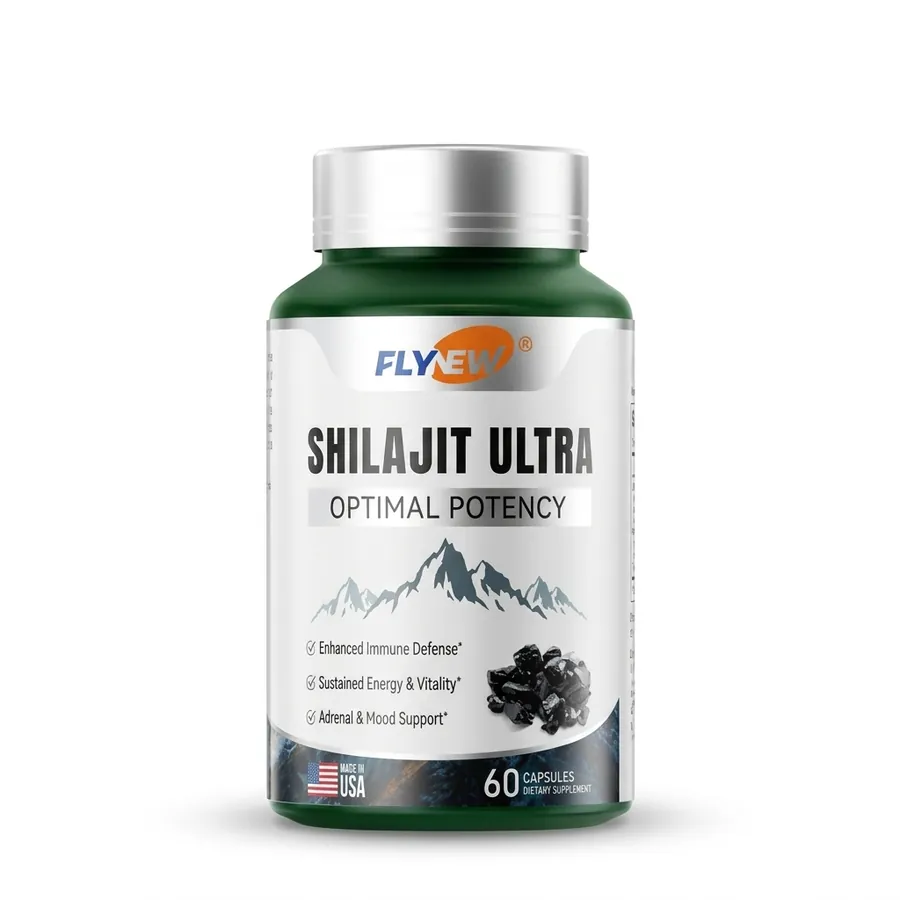 FLYNEW®
SHILAJIT ULTRA
OPTIMAL POTENCY
Enhanced Immune Defense*
Sustained Energy & Vitality*
Adrenal & Mood Support*
MADE IN
USA
60 CAPSULES
DIETARY SUPPLEMENT